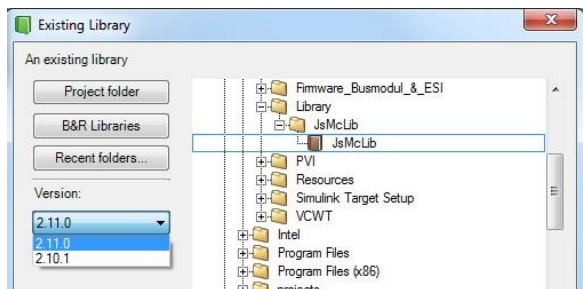 Existing Library
An existing library
Project folder
B&R Libraries
Recent folders...
Version:
2.11.0
2.11.0
2.10.1
Firmware_Busmodul_&_ESI
Library
JsMcLib
JsMcLib
PVI
Resources
Simulink Target Setup
VCWT
Intel
Program Files
Program Files (x86)
projects